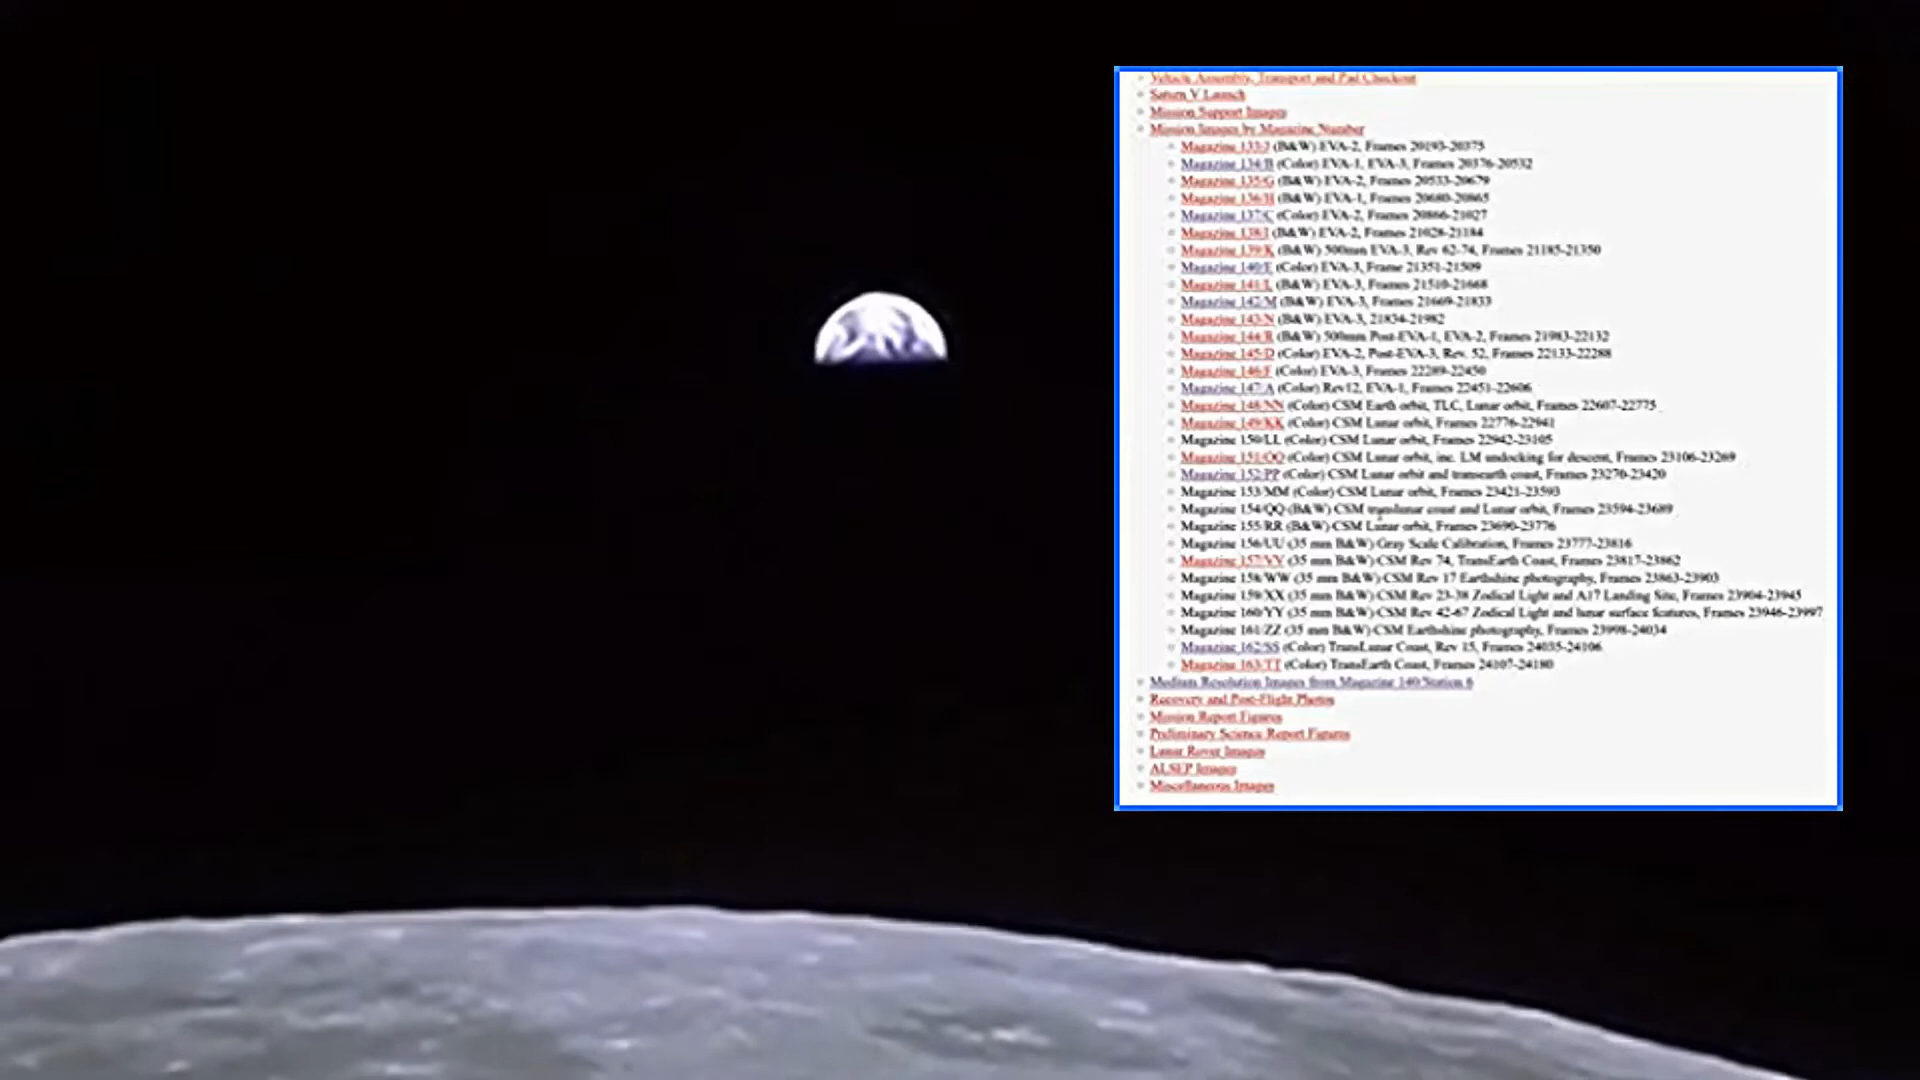 Vehicle Assembly, Transport and Pad Checkout
Saturn V Launch
Mission Support Images
Mission Images by Magazine Number
Magazine 133/J (B&W) EVA-2, Frames 20193-20375
Magazine 134/B (Color) EVA-1, EVA-3, Frames 20376-20532
Magazine 135/G (B&W) EVA-2, Frames 20533-20679
Magazine 136/H (B&W) EVA-1, Frames 20680-20865
Magazine 137/C (Color) EVA-2, Frames 20866-21027
Magazine 138/I (B&W) EVA-2, Frames 21028-21184
Magazine 139/K (B&W) 500mm EVA-3, Rev 62-74, Frames 21185-21350
Magazine 140/E (Color) EVA-3, Frame 21351-21509
Magazine 141/L (B&W) EVA-3, Frames 21510-21668
Magazine 142/M (B&W) EVA-3, Frames 21669-21833
Magazine 143/N (B&W) EVA-3, 21834-21982
Magazine 144/R (B&W) 500mm Post-EVA-1, EVA-2, Frames 21983-22132
Magazine 145/D (Color) EVA-2, Post-EVA-3, Rev. 52, Frames 22133-22288
Magazine 146/F (Color) EVA-3, Frames 22289-22450
Magazine 147/A (Color) Rev12, EVA-1, Frames 22451-22606
Magazine 148/NN (Color) CSM Earth orbit, TLC, Lunar orbit, Frames 22607-22775
Magazine 149/KK (Color) CSM Lunar orbit, Frames 22776-22941
Magazine 150/LL (Color) CSM Lunar orbit, Frames 22942-23105
Magazine 151/OO (Color) CSM Lunar orbit, inc. LM undocking for descent, Frames 23106-23269
Magazine 152/PP (Color) CSM Lunar orbit and transearth coast, Frames 23270-23420
Magazine 153/MM (Color) CSM Lunar orbit, Frames 23421-23593
Magazine 154/QQ (B&W) CSM translunar coast and Lunar orbit, Frames 23594-23689
Magazine 155/RR (B&W) CSM Lunar orbit, Frames 23690-23776
Magazine 156/UU (35 mm B&W) Gray Scale Calibration, Frames 23777-23816
Magazine 157/VV (35 mm B&W) CSM Rev 74, TransEarth Coast, Frames 23817-23862
Magazine 158/WW (35 mm B&W) CSM Rev 17 Earthshine photography, Frames 23863-23903
Magazine 159/XX (35 mm B&W) CSM Rev 23-38 Zodical Light and A17 Landing Site, Frames 23904-23945
Magazine 160/YY (35 mm B&W) CSM Rev 42-67 Zodical Light and lunar surface features, Frames 23946-23997
Magazine 161/ZZ (35 mm B&W) CSM Earthshine photography, Frames 23998-24034
Magazine 162/SS (Color) TransLunar Coast, Rev 15, Frames 24035-24106
Magazine 163/TT (Color) TransEarth Coast, Frames 24107-24180
Medium Resolution Images from Magazine 140/Station 6
Recovery and Post-Flight Photos
Mission Report Figures
Preliminary Science Report Figures
Lunar Rover Images
ALSEP Images
Miscellaneous Images